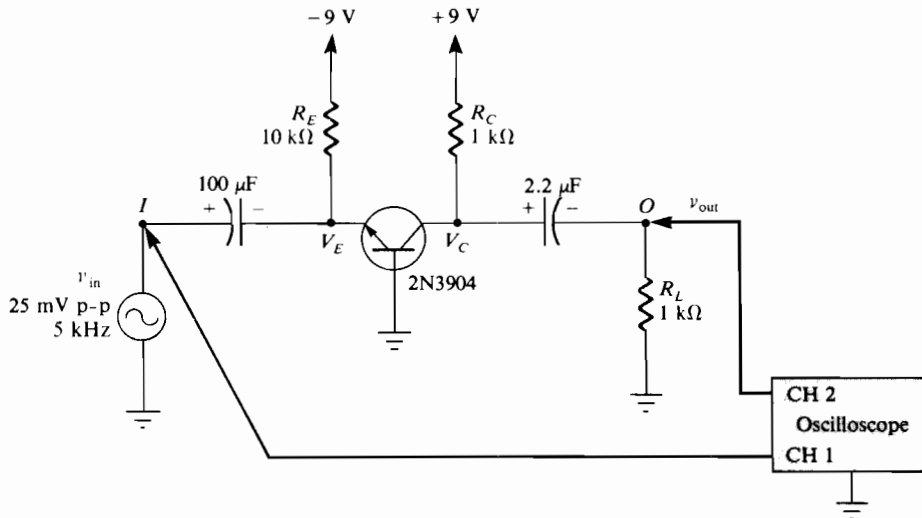 −9 V
+9 V
R_E
10 kΩ
R_C
1 kΩ
100 μF
2.2 μF
I
+
−
V_E
V_C
+
−
O
v_out
2N3904
v_in
25 mV p-p
5 kHz
R_L
1 kΩ
CH 2
Oscilloscope
CH 1